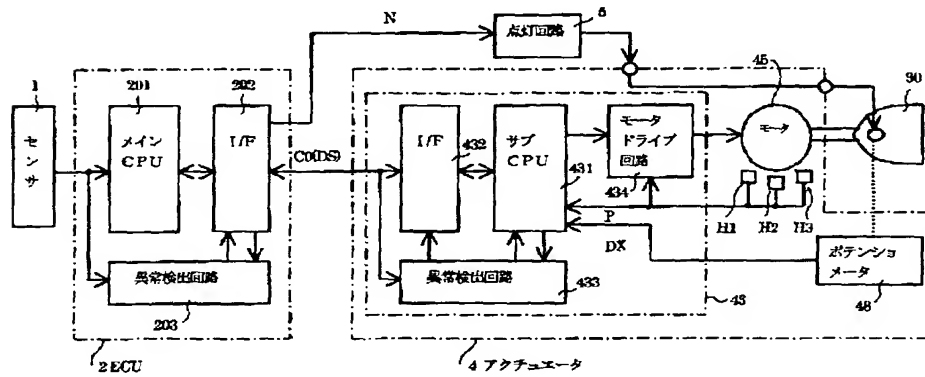 N
点灯回路
5
1
センサ
201
メイン
CPU
202
I/F
C0(DS)
異常検出回路
203
2 ECU
I/F
432
サブ
CPU
431
モータ
ドライブ
回路
434
45
モータ
30
H1
H2
H3
P
DX
異常検出回路
433
43
ポテンショ
メータ
48
4 アクチュエータ